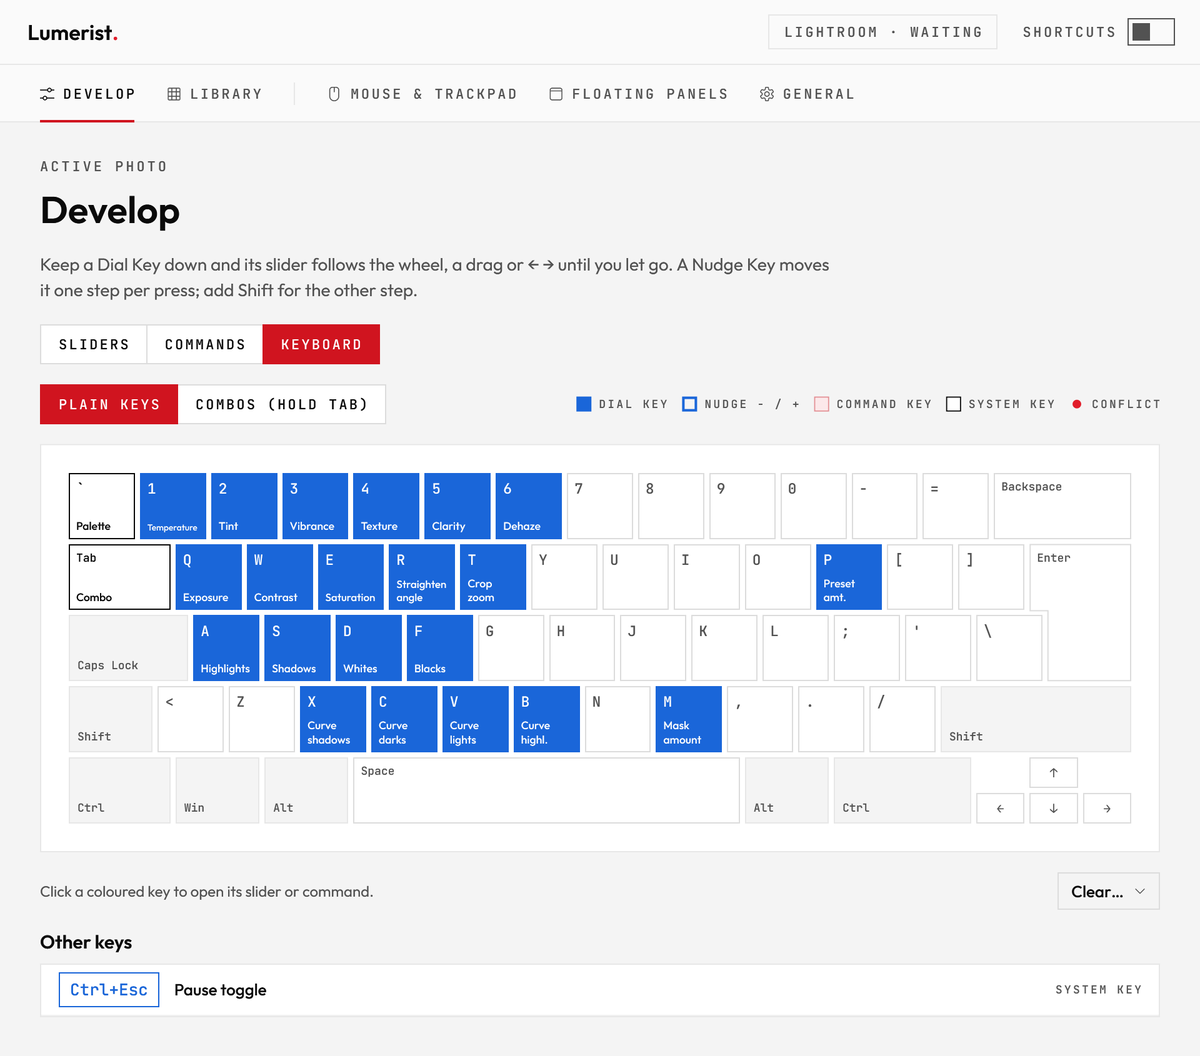 Lumerist.
LIGHTROOM · WAITING
SHORTCUTS
DEVELOP
LIBRARY
MOUSE & TRACKPAD
FLOATING PANELS
GENERAL
ACTIVE PHOTO
Develop
Keep a Dial Key down and its slider follows the wheel, a drag or ← → until you let go. A Nudge Key moves
it one step per press; add Shift for the other step.
SLIDERS
COMMANDS
KEYBOARD
PLAIN KEYS
COMBOS (HOLD TAB)
DIAL KEY
NUDGE - / +
COMMAND KEY
SYSTEM KEY
CONFLICT
`
Palette
1
Temperature
2
Tint
3
Vibrance
4
Texture
5
Clarity
6
Dehaze
7
8
9
0
-
=
Backspace
Tab
Combo
Q
Exposure
W
Contrast
E
Saturation
R
Straighten
angle
T
Crop
zoom
Y
U
I
O
P
Preset
amt.
[
]
Enter
Caps Lock
A
Highlights
S
Shadows
D
Whites
F
Blacks
G
H
J
K
L
;
'
\
Shift
<
Z
X
Curve
shadows
C
Curve
darks
V
Curve
lights
B
Curve
highl.
N
M
Mask
amount
,
.
/
Shift
Ctrl
Win
Alt
Space
Alt
Ctrl
↑
←
↓
→
Click a coloured key to open its slider or command.
Clear...
Other keys
Ctrl+Esc
Pause toggle
SYSTEM KEY